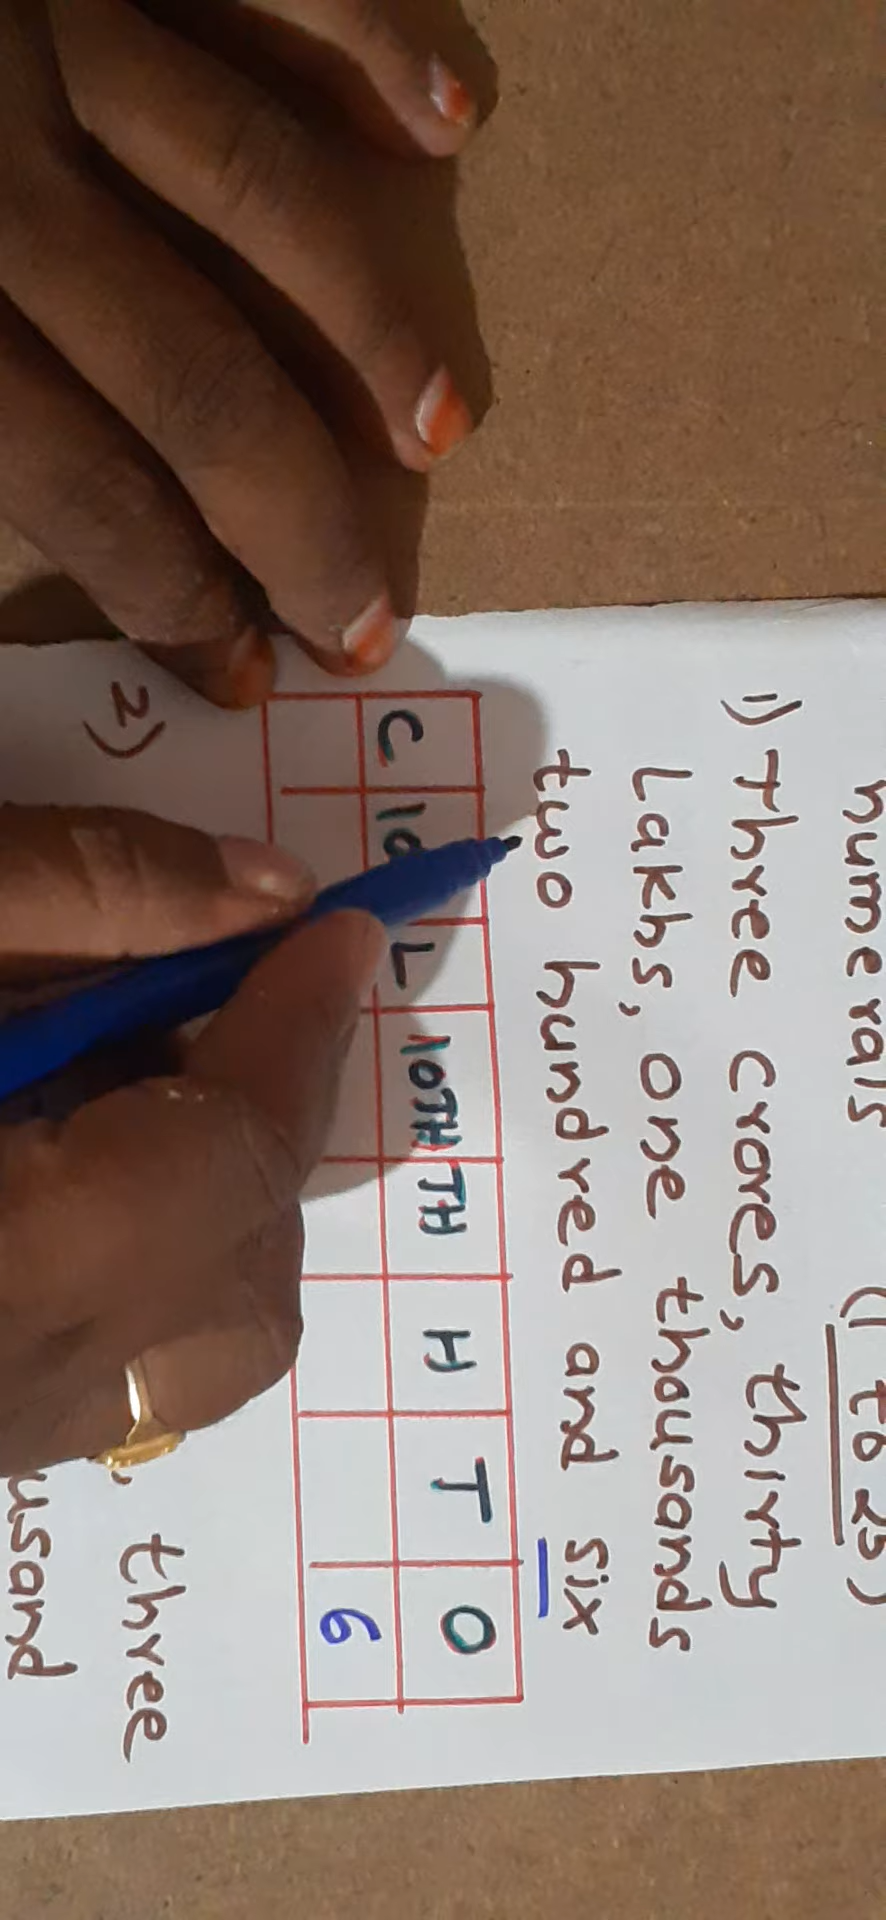 numerals (1 to 25)
1) Three crores, thirty
Lakhs, one thousands
two hundred and six
C 10 L 10TH TH H T O
6
2) three
usand